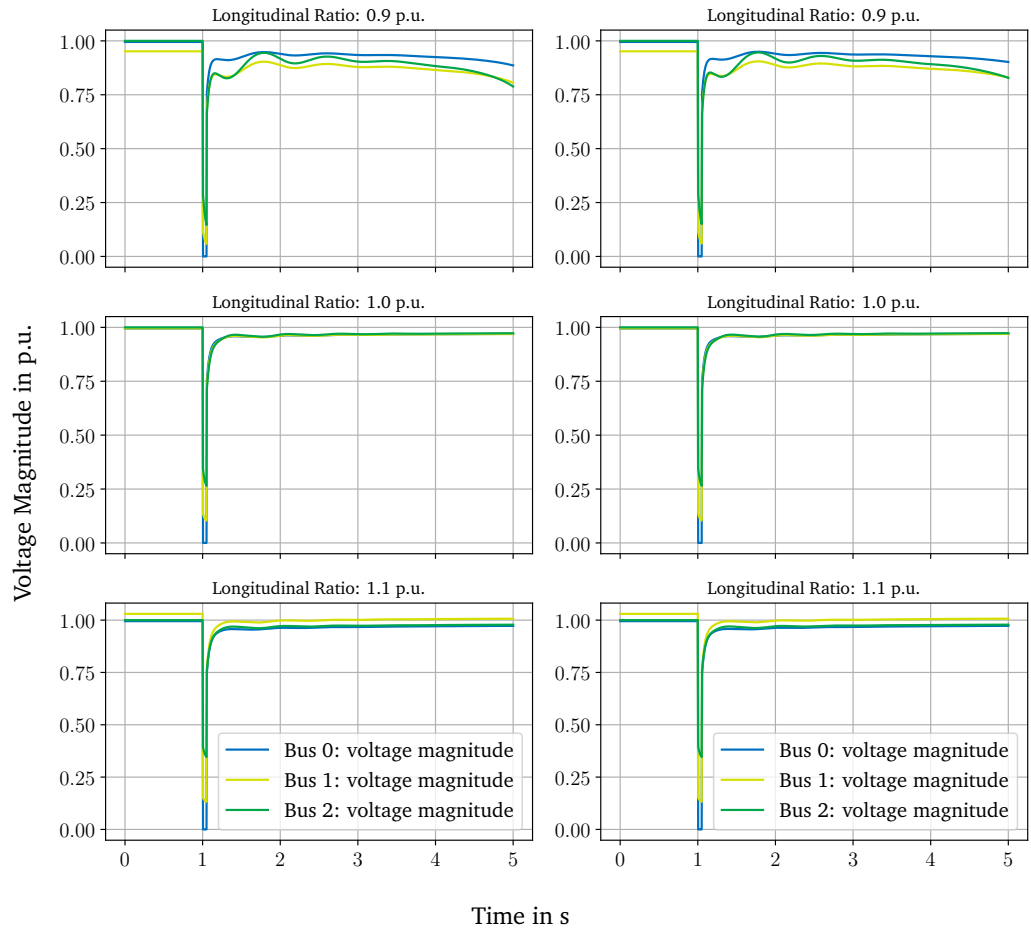 Longitudinal Ratio: 0.9 p.u.
Longitudinal Ratio: 0.9 p.u.
1.00
0.75
0.50
0.25
0.00
1.00
0.75
0.50
0.25
0.00
Longitudinal Ratio: 1.0 p.u.
Longitudinal Ratio: 1.0 p.u.
1.00
0.75
0.50
0.25
0.00
1.00
0.75
0.50
0.25
0.00
Voltage Magnitude in p.u.
Longitudinal Ratio: 1.1 p.u.
Longitudinal Ratio: 1.1 p.u.
1.00
0.75
0.50
0.25
0.00
Bus 0: voltage magnitude
Bus 1: voltage magnitude
Bus 2: voltage magnitude
0 1 2 3 4 5
1.00
0.75
0.50
0.25
0.00
Bus 0: voltage magnitude
Bus 1: voltage magnitude
Bus 2: voltage magnitude
0 1 2 3 4 5
Time in s